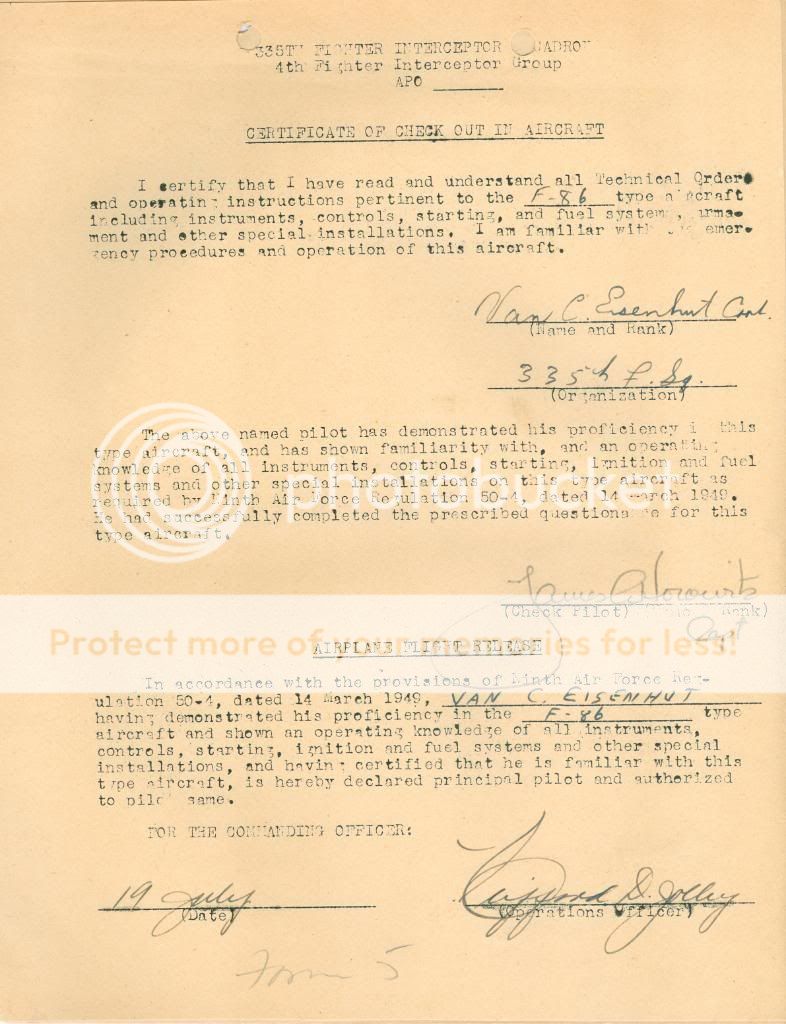 335TH FIGHTER INTERCEPTOR SQUADRON
4th Fighter Interceptor Group
APO
CERTIFICATE OF CHECK OUT IN AIRCRAFT
I certify that I have read and understand all Technical Orders
and operating instructions pertinent to the F-86 type aircraft
including instruments, controls, starting, and fuel systems, arma-
ment and other special installations. I am familiar with emer-
gency procedures and operation of this aircraft.
Van C. Eisenhut Capt.
(Name and Rank)
335th F. Sq.
(Organization)
The above named pilot has demonstrated his proficiency in this
type aircraft, and has shown familiarity with, and an operating
knowledge of all instruments, controls, starting, ignition and fuel
systems and other special installations on this type aircraft as
required by Ninth Air Force Regulation 50-4, dated 14 March 1949.
He had successfully completed the prescribed questionaire for this
type aircraft.
photobucket
James A Horowitz
(Check Pilot) (Name & Rank)
Capt
Protect more of your memories for less!
AIRPLANE FLIGHT RELEASE
In accordance with the provisions of Ninth Air Force Reg-
ulation 50-4, dated 14 March 1949, VAN C. EISENHUT
having demonstrated his proficiency in the F-86 type
aircraft and shown an operating knowledge of all instruments,
controls, starting, ignition and fuel systems and other special
installations, and having certified that he is familiar with this
type aircraft, is hereby declared principal pilot and authorized
to pilot same.
FOR THE COMMANDING OFFICER:
19 July Clifford D. Jolley
(Date) (Operations Officer)
Form 5